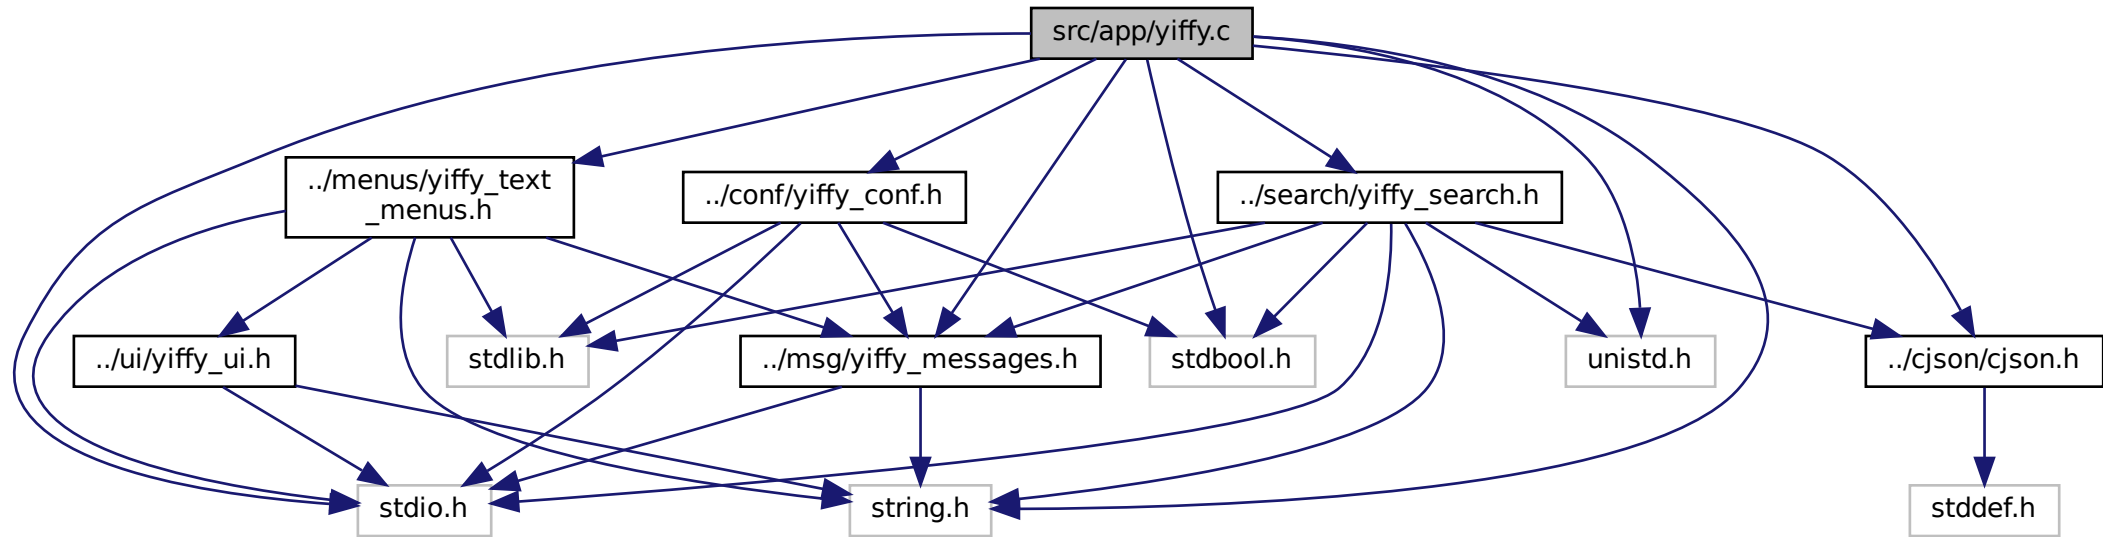 src/app/yiffy.c
../menus/yiffy_text
_menus.h
../conf/yiffy_conf.h
../search/yiffy_search.h
../ui/yiffy_ui.h
stdlib.h
../msg/yiffy_messages.h
stdbool.h
unistd.h
../cjson/cjson.h
stdio.h
string.h
stddef.h